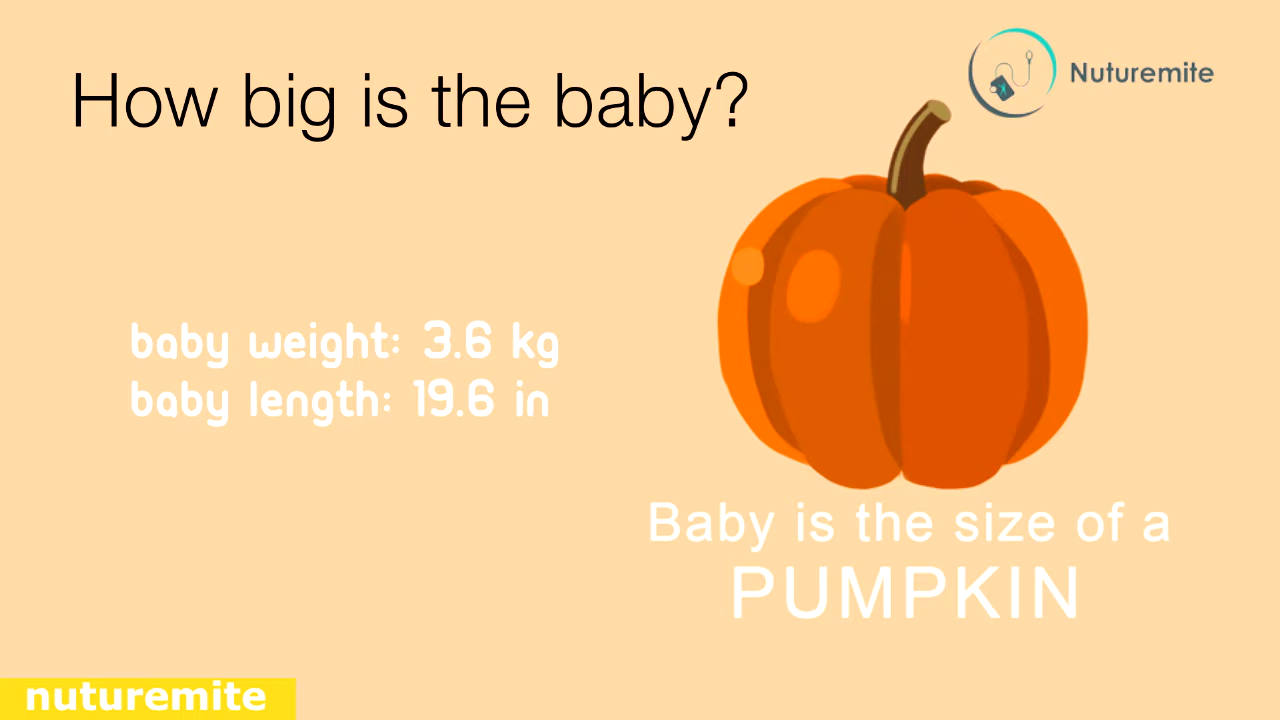 How big is the baby?
Nuturemite
baby weight: 3.6 kg
baby length: 19.6 in
Baby is the size of a
PUMPKIN
nuturemite